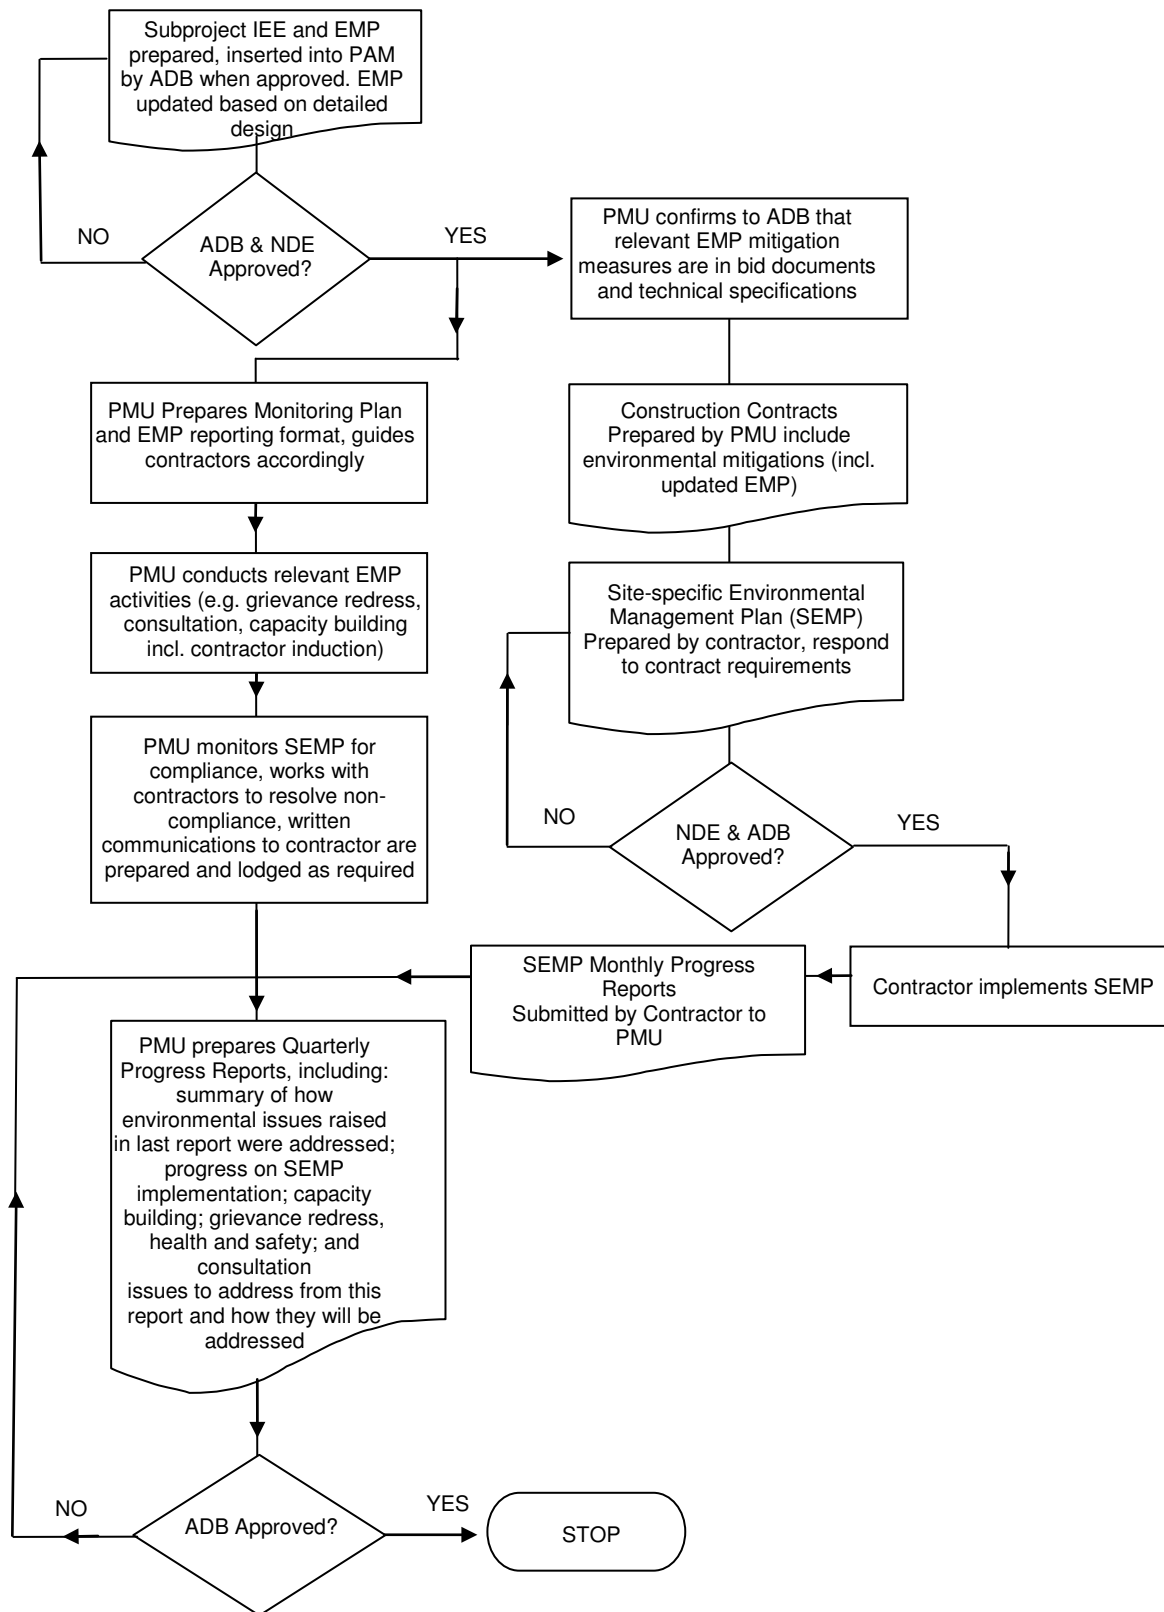 Subproject IEE and EMP
prepared, inserted into PAM
by ADB when approved. EMP
updated based on detailed
design
NO
ADB & NDE
Approved?
YES
PMU confirms to ADB that
relevant EMP mitigation
measures are in bid documents
and technical specifications
PMU Prepares Monitoring Plan
and EMP reporting format, guides
contractors accordingly
Construction Contracts
Prepared by PMU include
environmental mitigations (incl.
updated EMP)
PMU conducts relevant EMP
activities (e.g. grievance redress,
consultation, capacity building
incl. contractor induction)
Site-specific Environmental
Management Plan (SEMP)
Prepared by contractor, respond
to contract requirements
PMU monitors SEMP for
compliance, works with
contractors to resolve non-
compliance, written
communications to contractor are
prepared and lodged as required
NO
NDE & ADB
Approved?
YES
SEMP Monthly Progress
Reports
Submitted by Contractor to
PMU
Contractor implements SEMP
PMU prepares Quarterly
Progress Reports, including:
summary of how
environmental issues raised
in last report were addressed;
progress on SEMP
implementation; capacity
building; grievance redress,
health and safety; and
consultation
issues to address from this
report and how they will be
addressed
NO
ADB Approved?
YES
STOP